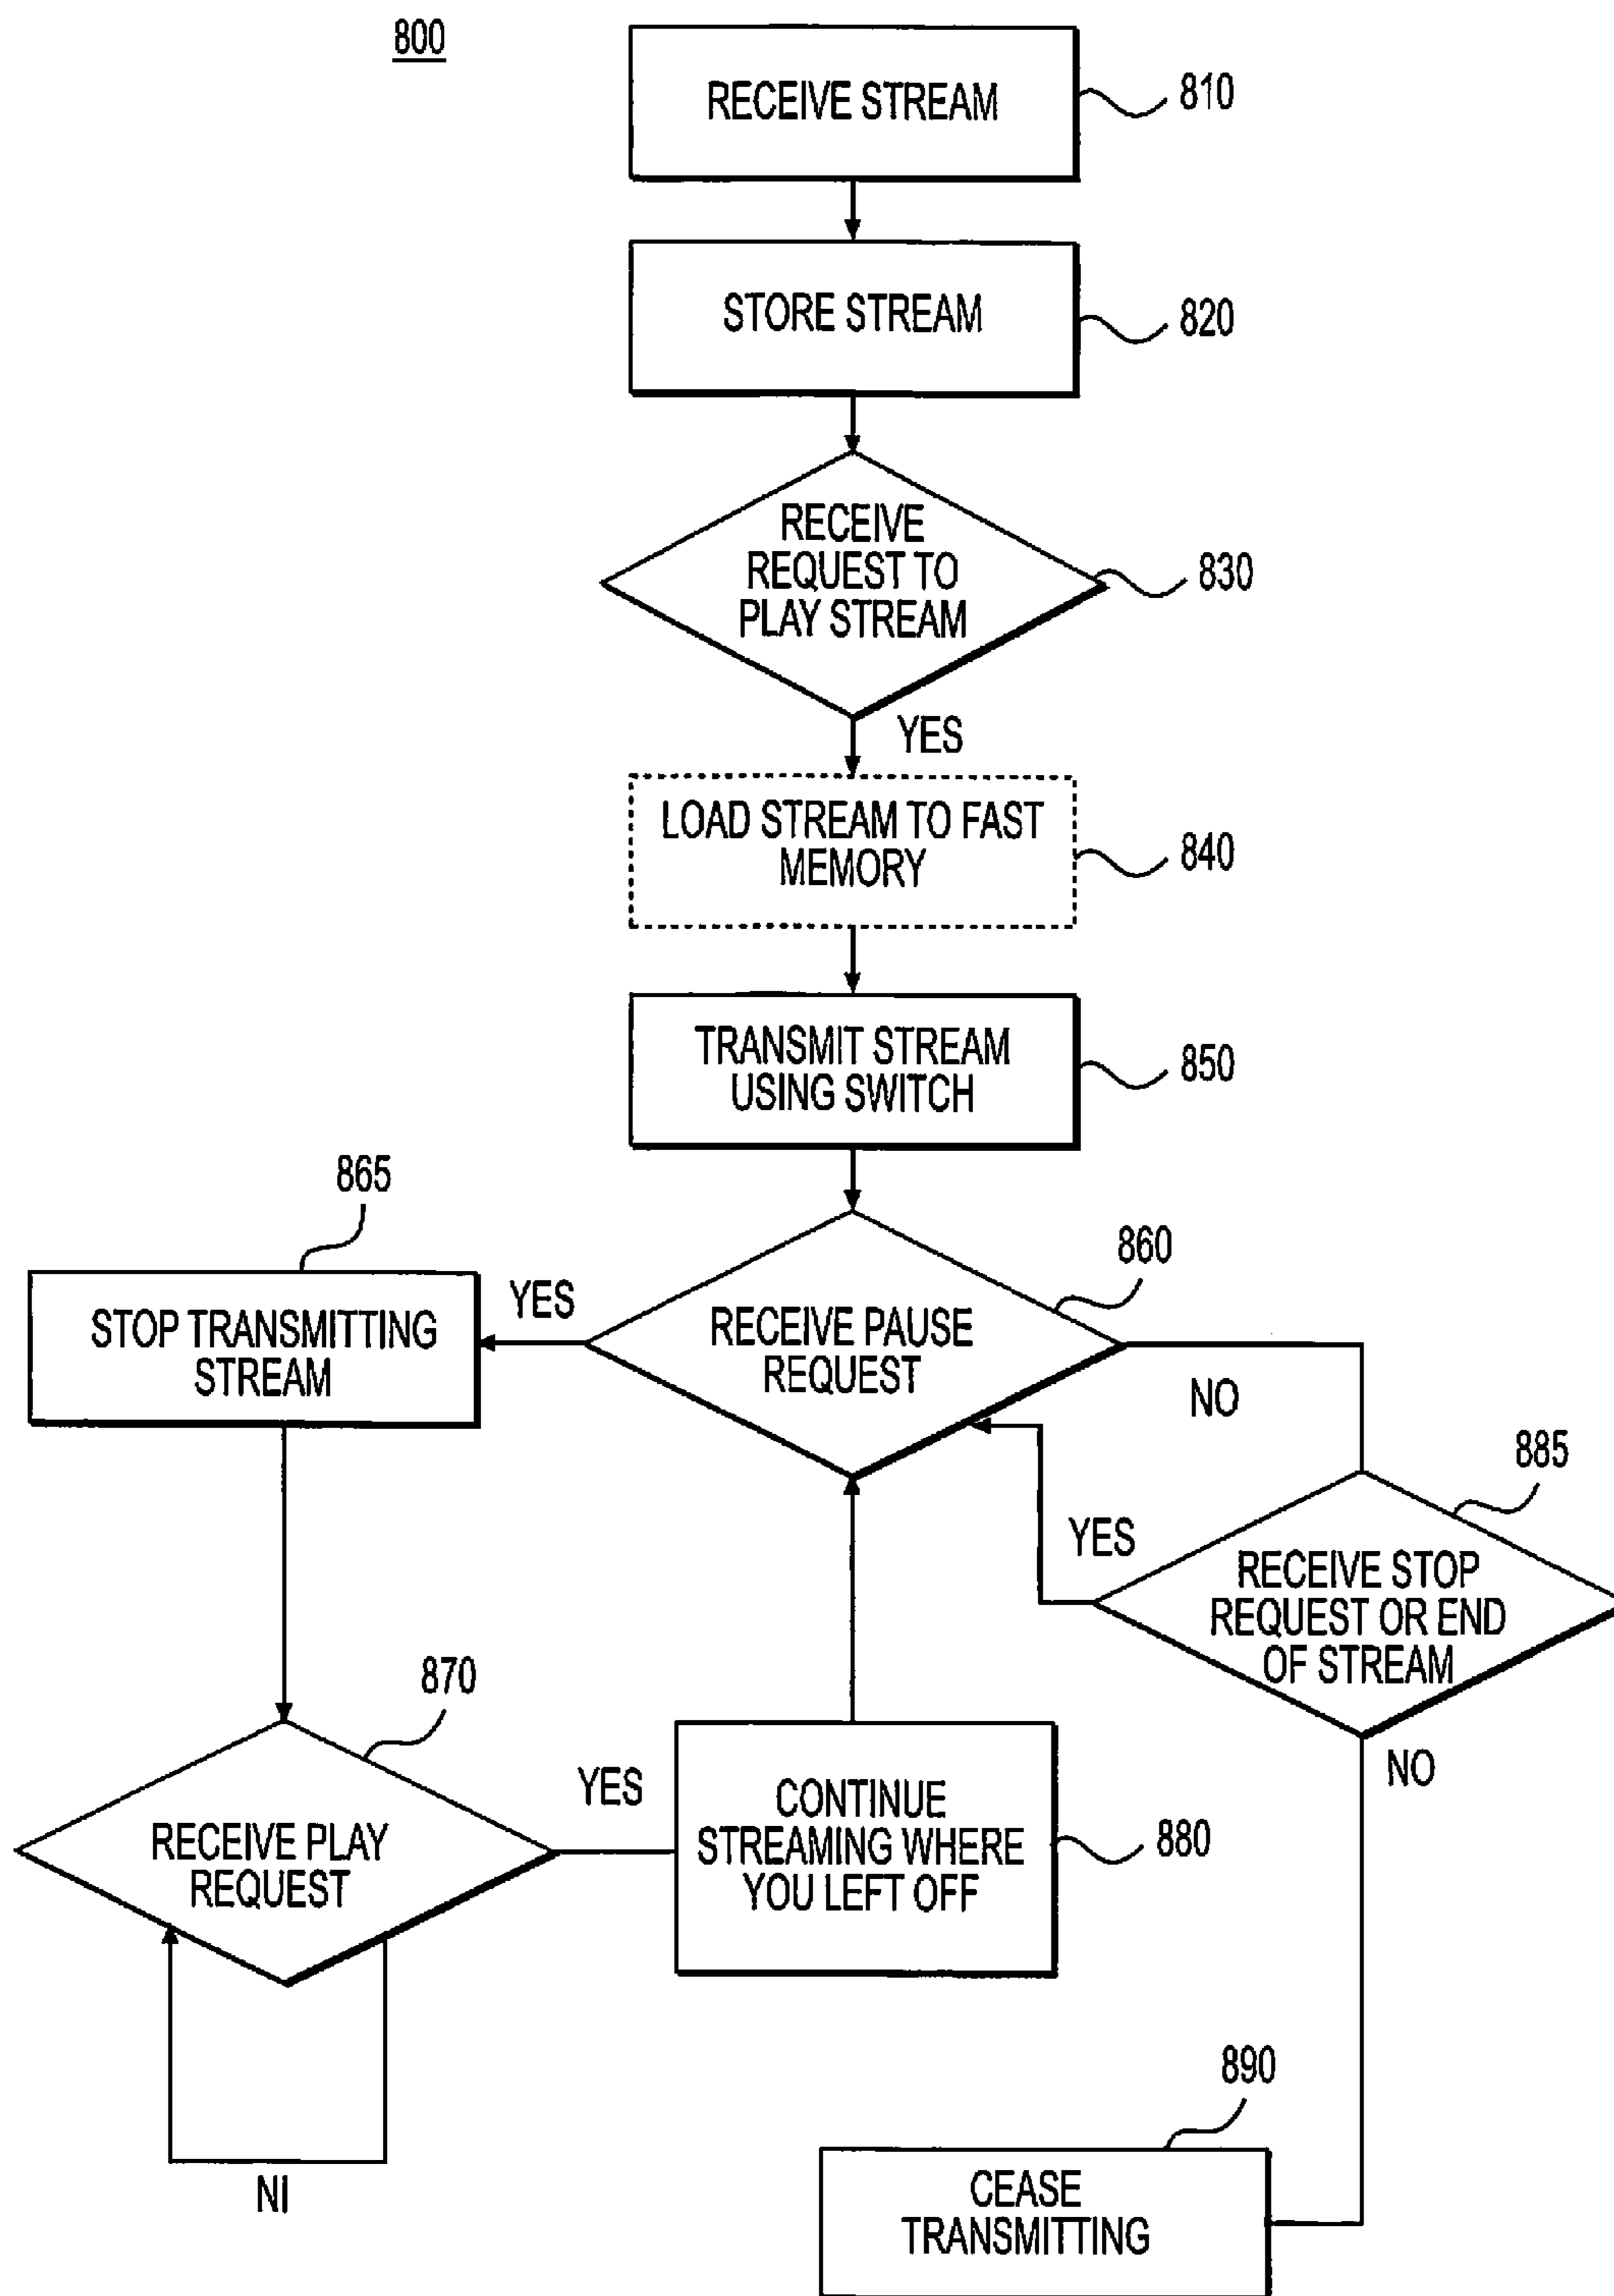 800
RECEIVE STREAM
810
STORE STREAM
820
RECEIVE
REQUEST TO
PLAY STREAM
830
YES
LOAD STREAM TO FAST
MEMORY
840
TRANSMIT STREAM
USING SWITCH
850
865
STOP TRANSMITTING
STREAM
YES
RECEIVE PAUSE
REQUEST
860
NO
885
YES
RECEIVE STOP
REQUEST OR END
OF STREAM
NO
870
RECEIVE PLAY
REQUEST
YES
CONTINUE
STREAMING WHERE
YOU LEFT OFF
880
NI
890
CEASE
TRANSMITTING